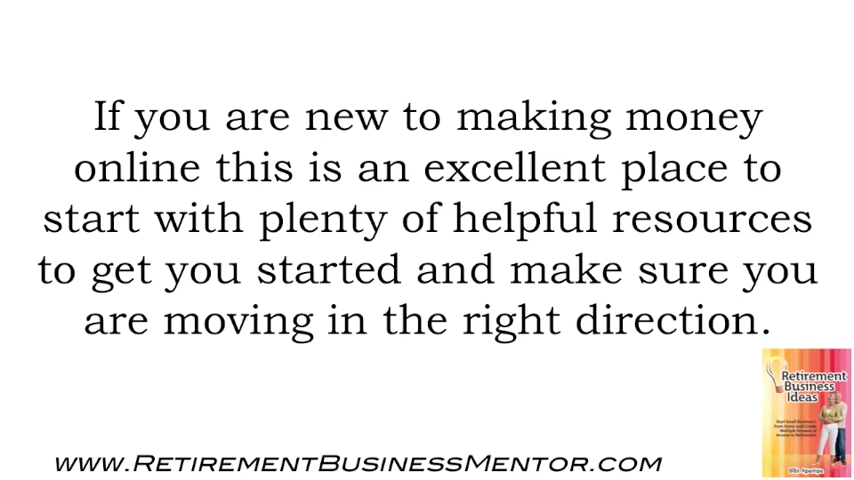 If you are new to making money
online this is an excellent place to
start with plenty of helpful resources
to get you started and make sure you
are moving in the right direction.
Retirement
Business
Ideas
www.RetirementBusinessMentor.com